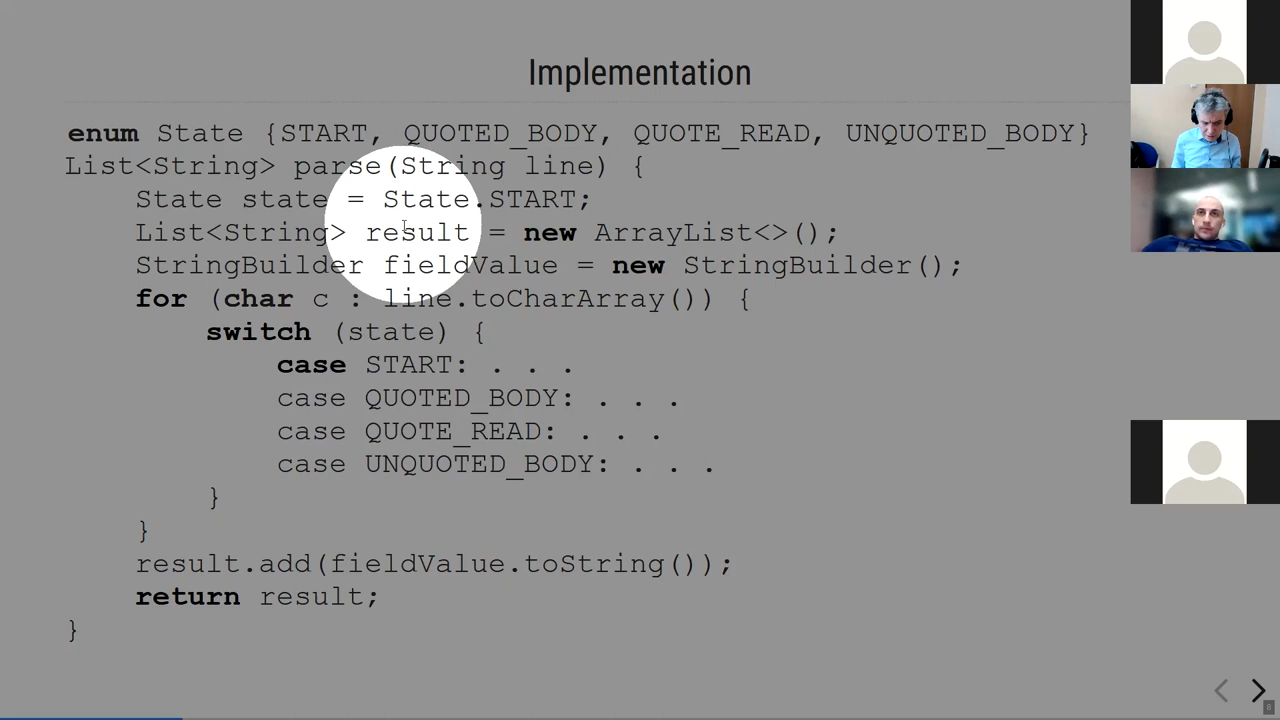 Implementation
enum State {START, QUOTED_BODY, QUOTE_READ, UNQUOTED_BODY}
List<String> parse(String line) {
State state = State.START;
List<String> result = new ArrayList<>();
StringBuilder fieldValue = new StringBuilder();
for (char c : line.toCharArray()) {
switch (state) {
case START: . . .
case QUOTED_BODY: . . .
case QUOTE_READ: . . .
case UNQUOTED_BODY: . . .
}
}
result.add(fieldValue.toString());
return result;
}
8